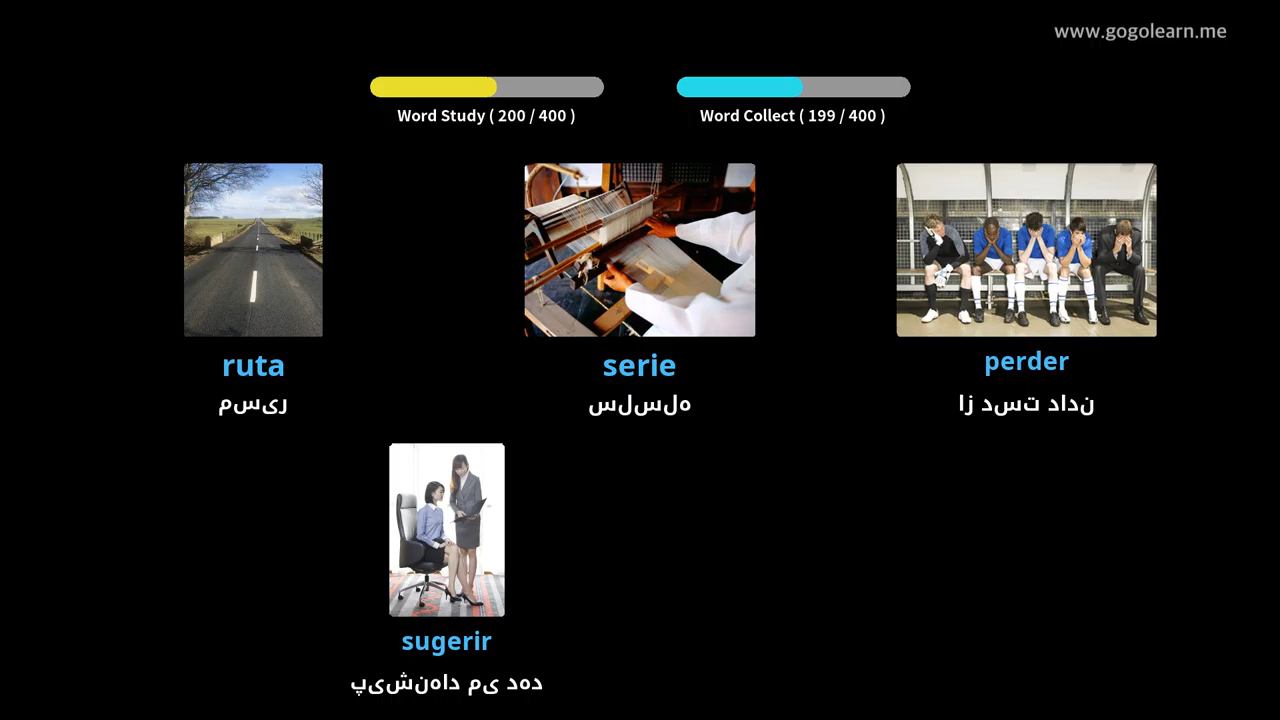 www.gogolearn.me
Word Study ( 200 / 400 )
Word Collect ( 199 / 400 )
ruta
مسیر
serie
سلسله
perder
از دست دادن
sugerir
پیشنهاد می دهد